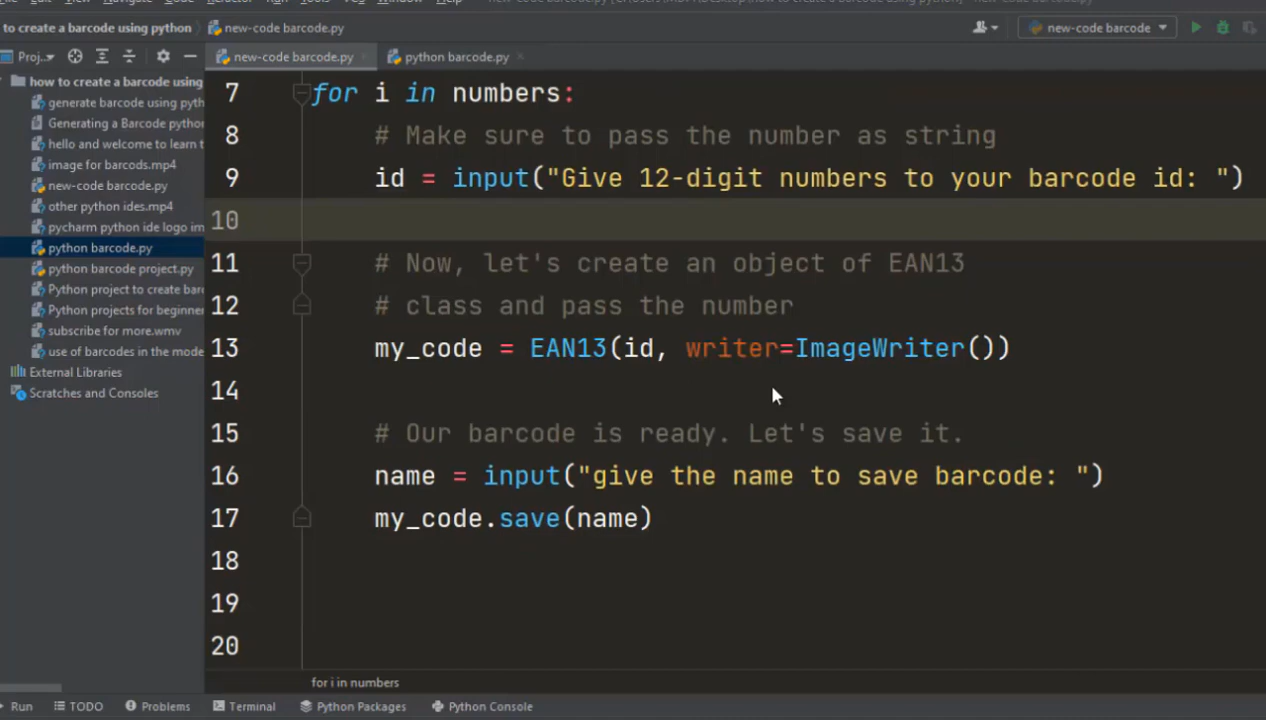 to create a barcode using python
new-code barcode.py
new-code barcode
Proj...
new-code barcode.py
python barcode.py
how to create a barcode using
generate barcode using pyth
Generating a Barcode python
hello and welcome to learn t
image for barcods.mp4
new-code barcode.py
other python ides.mp4
pycharm python ide logo im
python barcode.py
python barcode project.py
Python project to create bar
Python projects for beginner
subscribe for more.wmv
use of barcodes in the mode
External Libraries
Scratches and Consoles
7 for i in numbers:
8 # Make sure to pass the number as string
9 id = input("Give 12-digit numbers to your barcode id: ")
10
11 # Now, let's create an object of EAN13
12 # class and pass the number
13 my_code = EAN13(id, writer=ImageWriter())
14
15 # Our barcode is ready. Let's save it.
16 name = input("give the name to save barcode: ")
17 my_code.save(name)
18
19
20
for i in numbers
Run
TODO
Problems
Terminal
Python Packages
Python Console